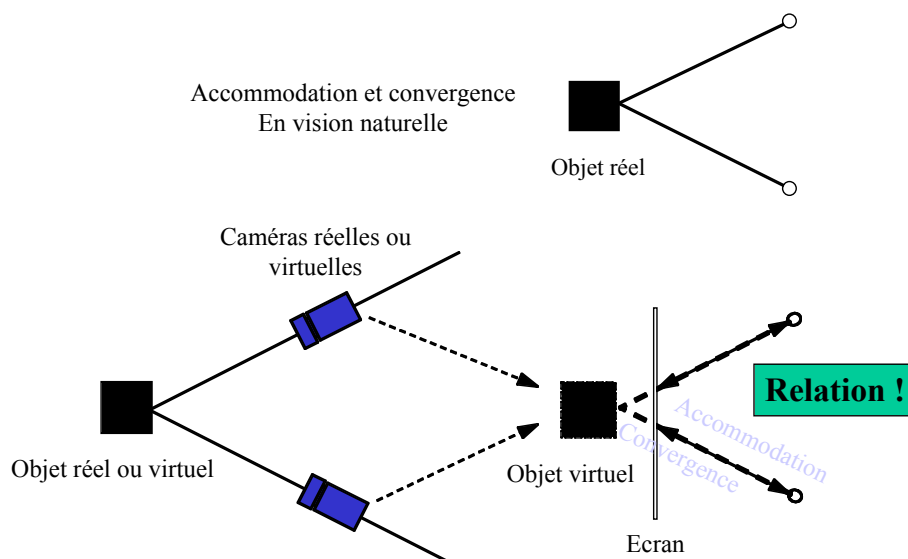 Accommodation et convergence
En vision naturelle
Objet réel
Caméras réelles ou
virtuelles
Relation !
Accommodation
Convergence
Objet réel ou virtuel
Objet virtuel
Ecran